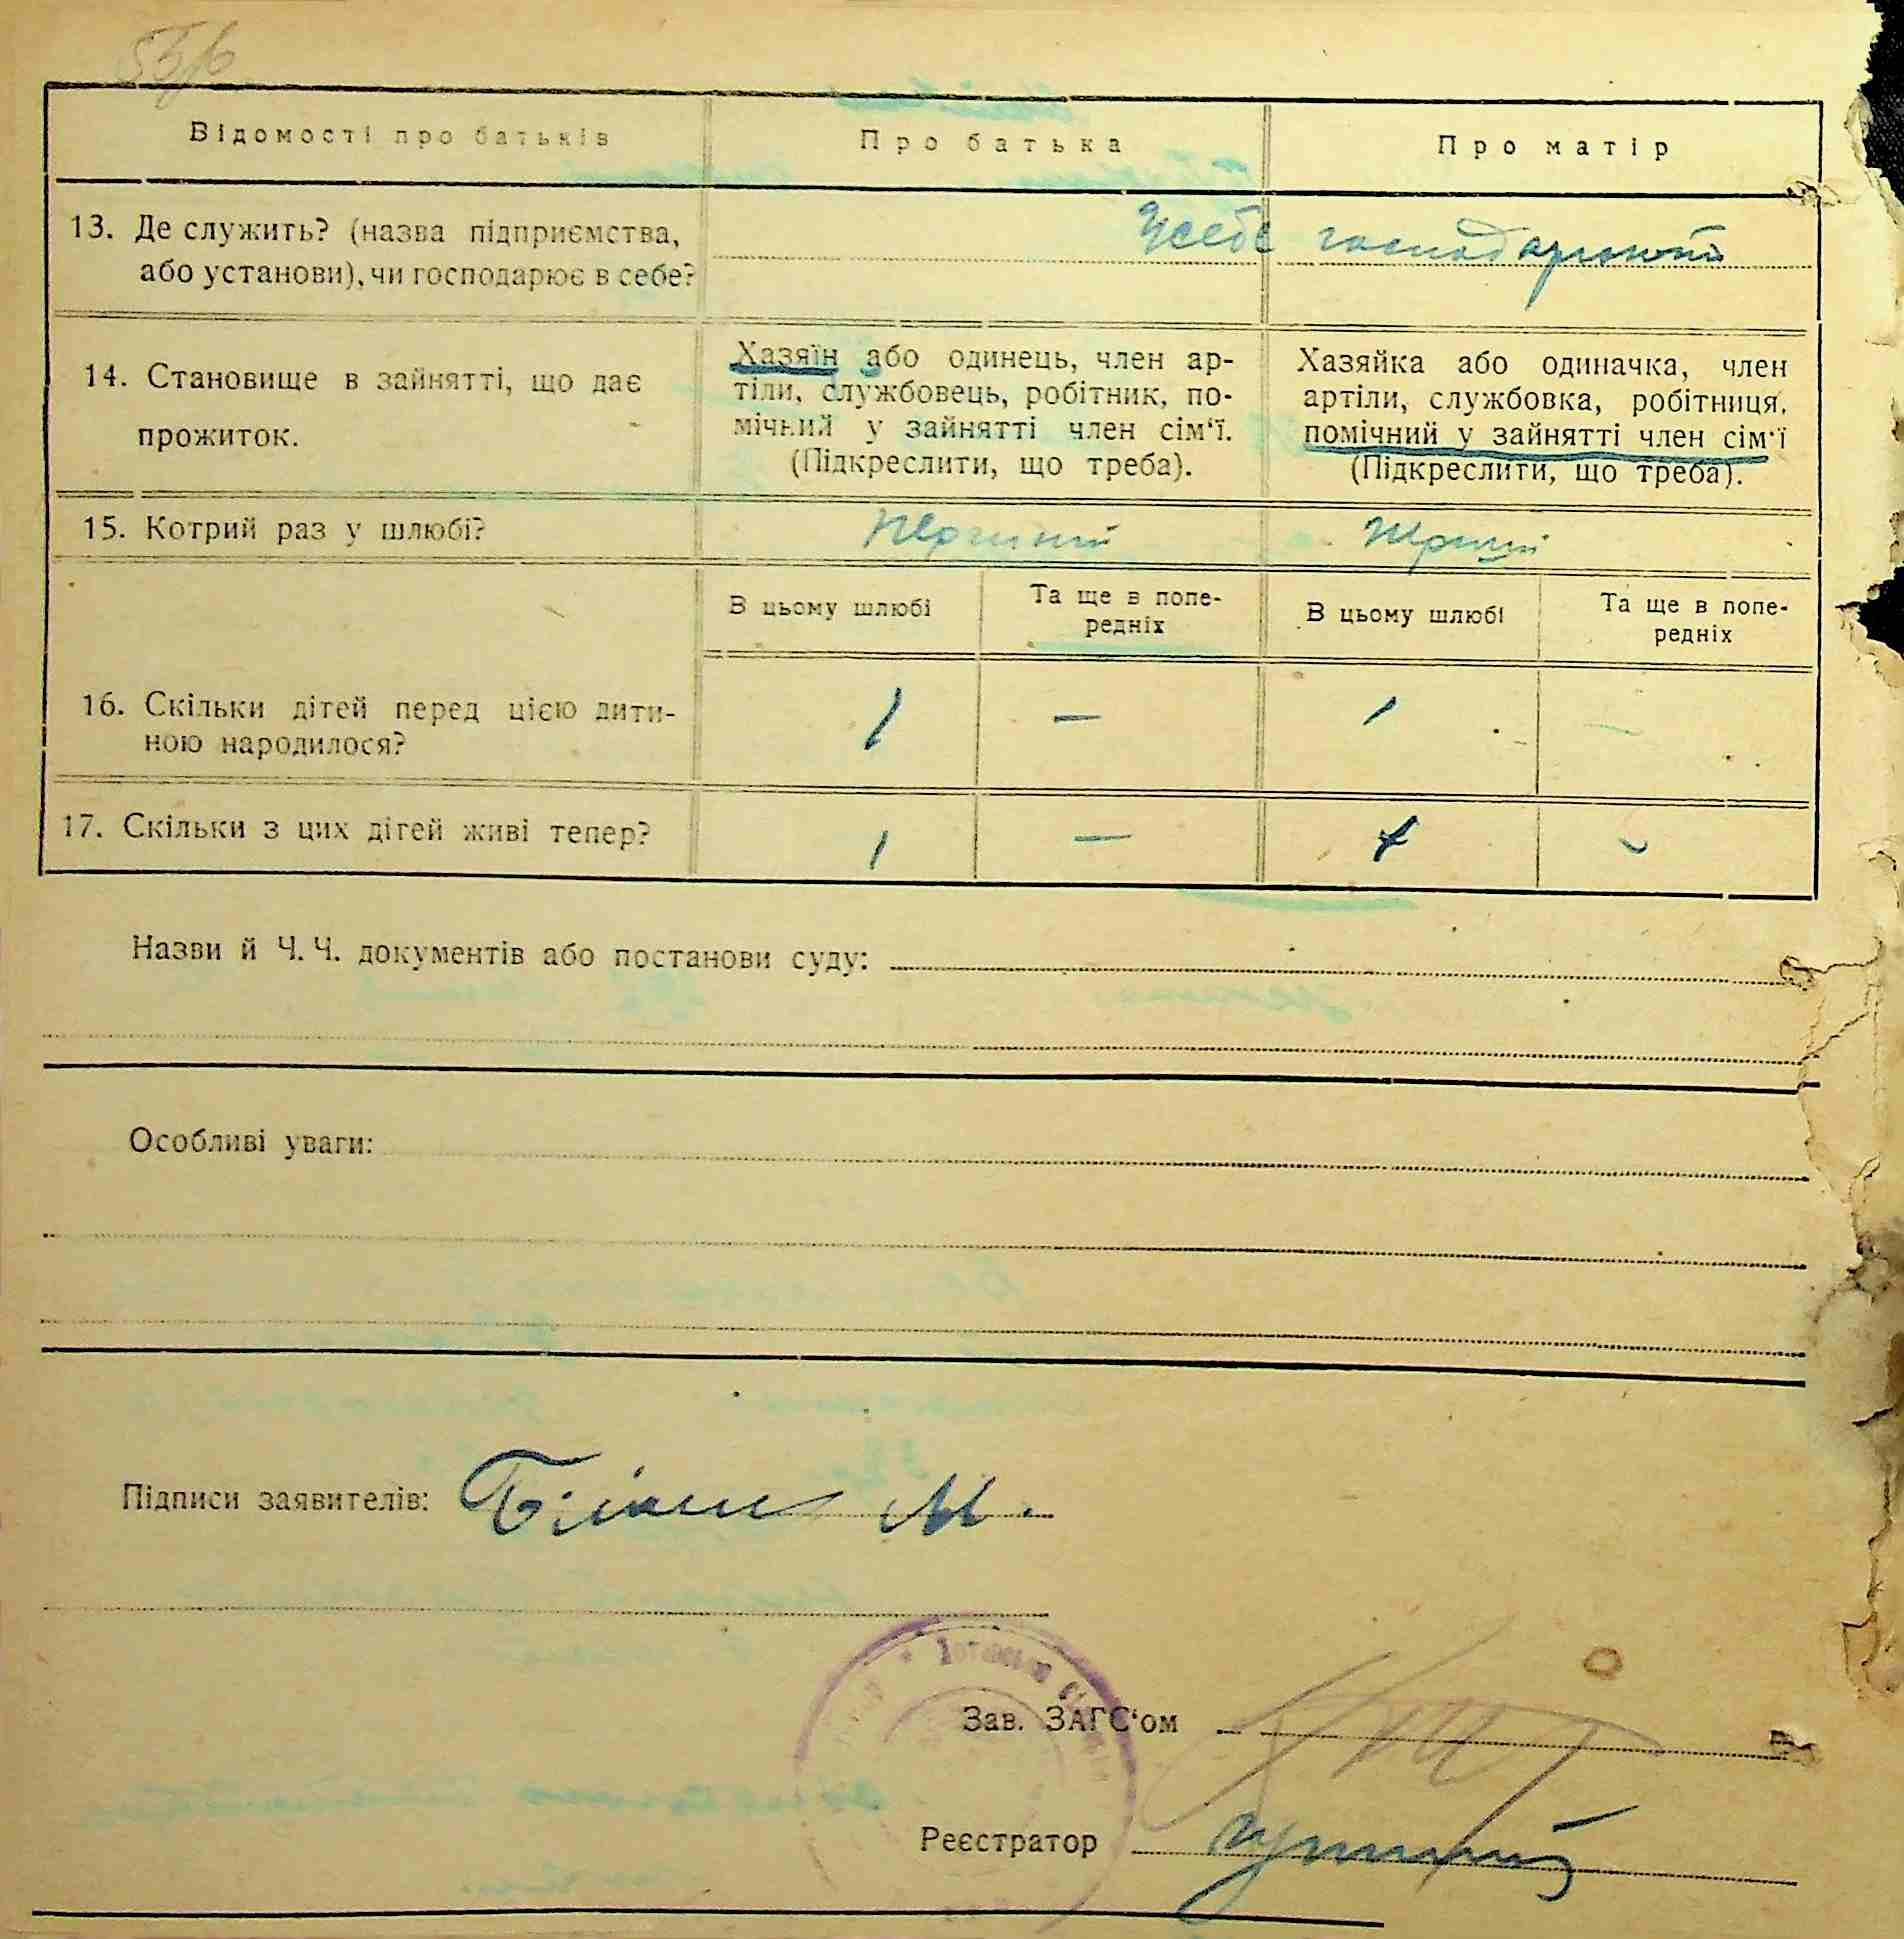 Відомості про батьків
Про батька
Про матір
13. Де служить? (назва підприємства,
або установи), чи господарює в себе?
Усебе господарюють
14. Становище в зайнятті, що дає
прожиток.
Хазяїн або одинець, член ар-
тіли, службовець, робітник, по-
мічний у зайнятті член сім‘ї.
(Підкреслити, що треба).
Хазяйка або одиначка, член
артіли, службовка, робітниця,
помічний у зайнятті член сім‘ї
(Підкреслити, що треба).
15. Котрий раз у шлюбі?
перший
перший
В цьому шлюбі
Та ще в попе-
редніх
В цьому шлюбі
Та ще в попе-
редніх
16. Скільки дітей перед цією дити-
ною народилося?
1 — 1 —
17. Скільки з цих дітей живі тепер?
1 — 1 —
Назви й Ч. Ч. документів або постанови суду:
Особливі уваги:
Підписи заявителів: Білаш М.
Зав. ЗАГС‘ом
Реєстратор